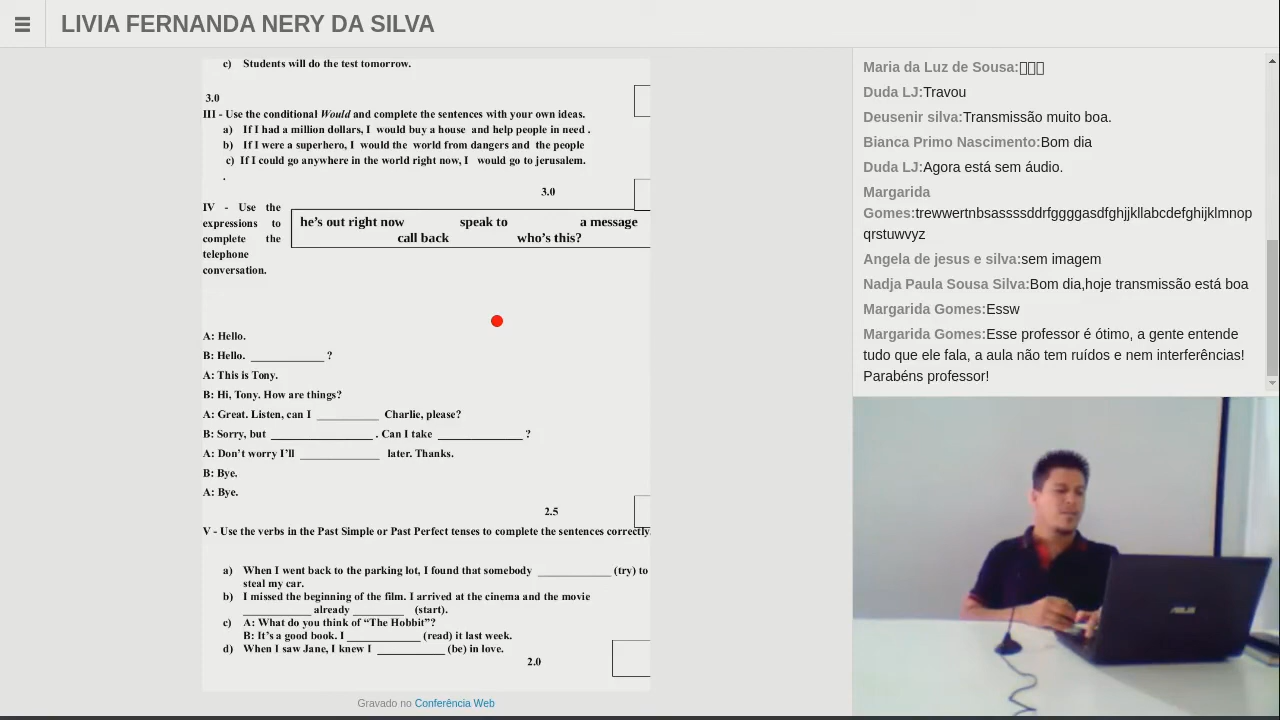 LIVIA FERNANDA NERY DA SILVA
c) Students will do the test tomorrow.
3.0
III - Use the conditional Would and complete the sentences with your own ideas.
a) If I had a million dollars, I would buy a house and help people in need .
b) If I were a superhero, I would the world from dangers and the people
c) If I could go anywhere in the world right now, I would go to jerusalem.
.
3.0
IV - Use the
expressions to
complete the
telephone
conversation.
he's out right now speak to a message
call back who's this?
A: Hello.
B: Hello. _____________ ?
A: This is Tony.
B: Hi, Tony. How are things?
A: Great. Listen, can I ___________ Charlie, please?
B: Sorry, but __________________ . Can I take _______________ ?
A: Don't worry I'll ______________ later. Thanks.
B: Bye.
A: Bye.
2.5
V - Use the verbs in the Past Simple or Past Perfect tenses to complete the sentences correctly.
a) When I went back to the parking lot, I found that somebody _____________ (try) to
steal my car.
b) I missed the beginning of the film. I arrived at the cinema and the movie
____________ already _________ (start).
c) A: What do you think of “The Hobbit”?
B: It's a good book. I _____________ (read) it last week.
d) When I saw Jane, I knew I ____________ (be) in love.
2.0
Gravado no Conferência Web
Maria da Luz de Sousa:
Duda LJ:Travou
Deusenir silva:Transmissão muito boa.
Bianca Primo Nascimento:Bom dia
Duda LJ:Agora está sem áudio.
Margarida
Gomes:trewwertnbsassssddrfggggasdfghjjkllabcdefghijklmnop
qrstuwvyz
Angela de jesus e silva:sem imagem
Nadja Paula Sousa Silva:Bom dia,hoje transmissão está boa
Margarida Gomes:Essw
Margarida Gomes:Esse professor é ótimo, a gente entende
tudo que ele fala, a aula não tem ruídos e nem interferências!
Parabéns professor!
ASUS